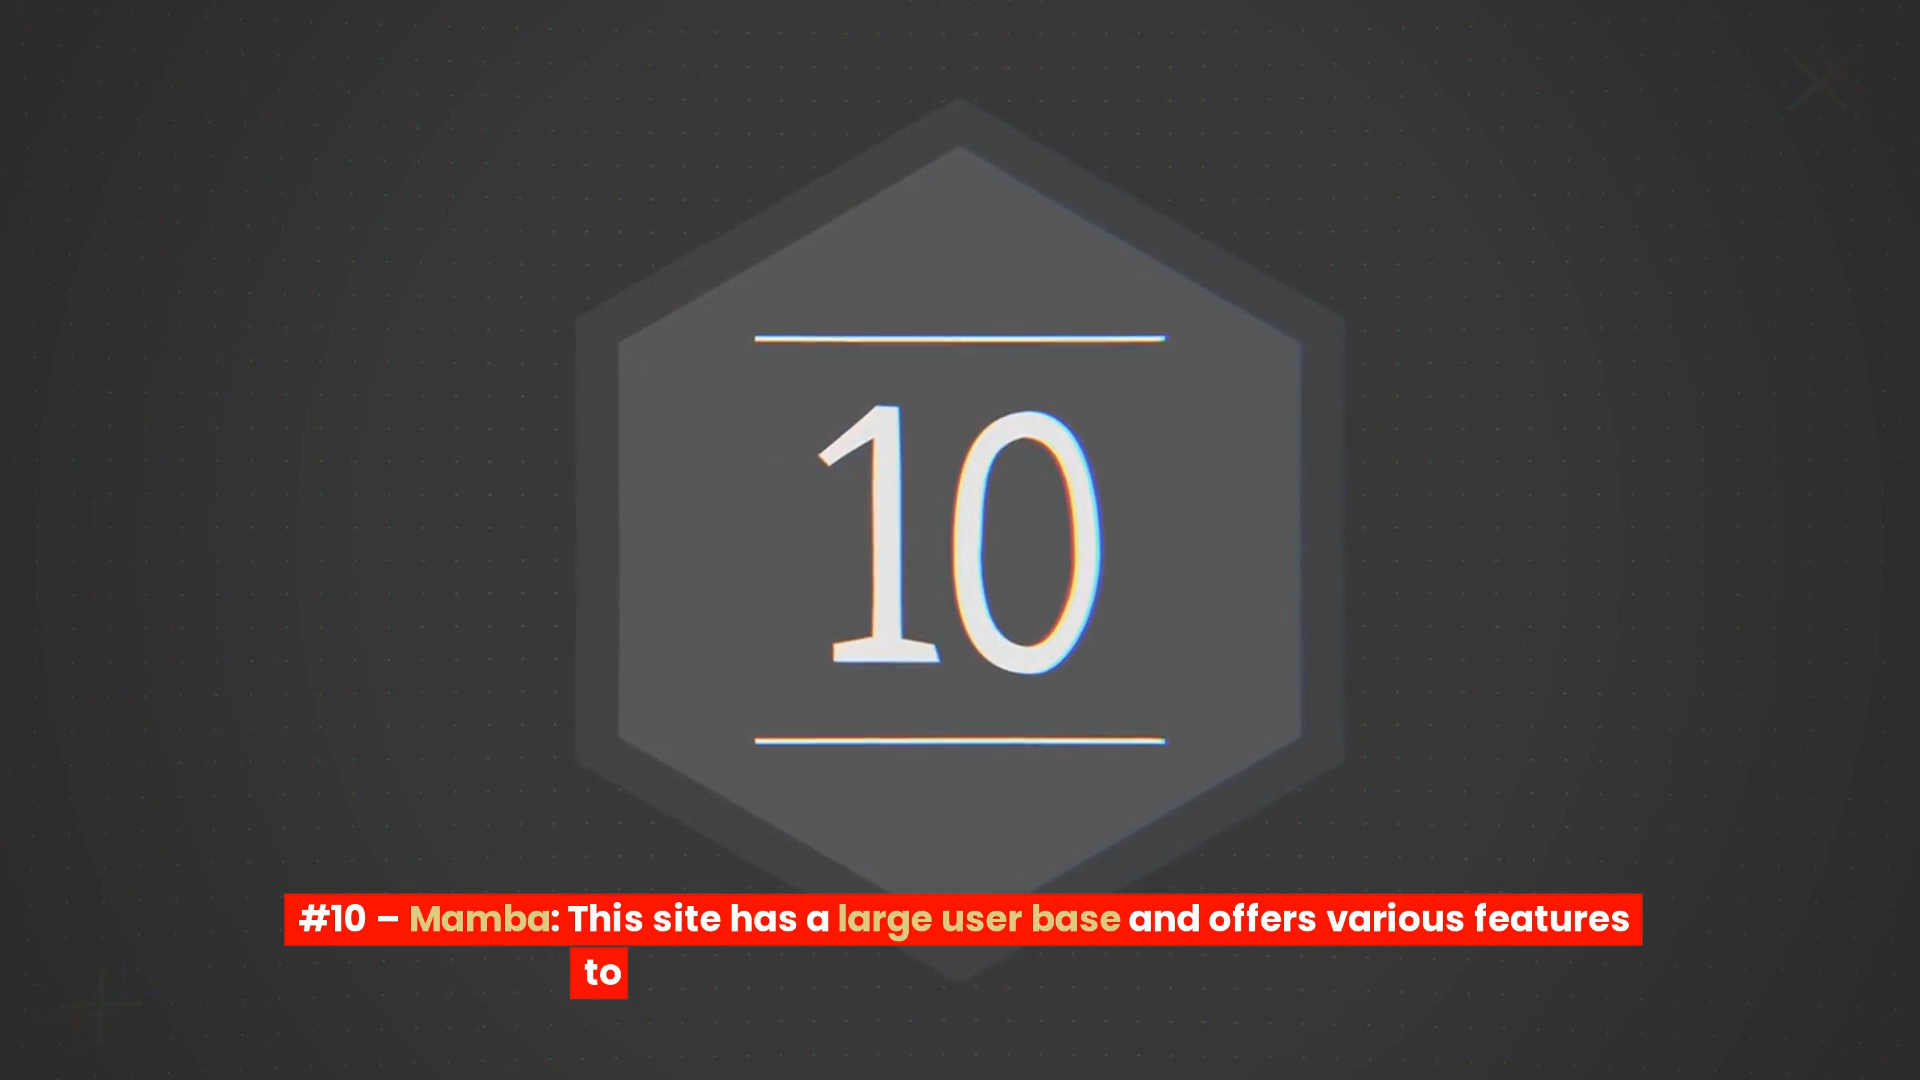 10
#10 – Mamba: This site has a large user base and offers various features
to